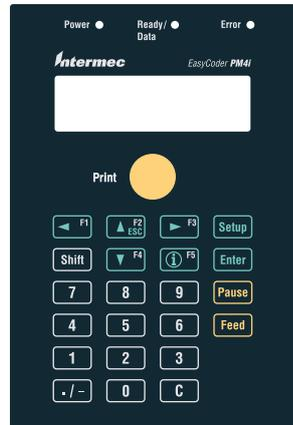 Power Ready/ Data Error
Intermec EasyCoder PM4i
Print
F1 F2 ESC F3 Setup
Shift F4 i F5 Enter
7 8 9 Pause
4 5 6 Feed
1 2 3
./- 0 C